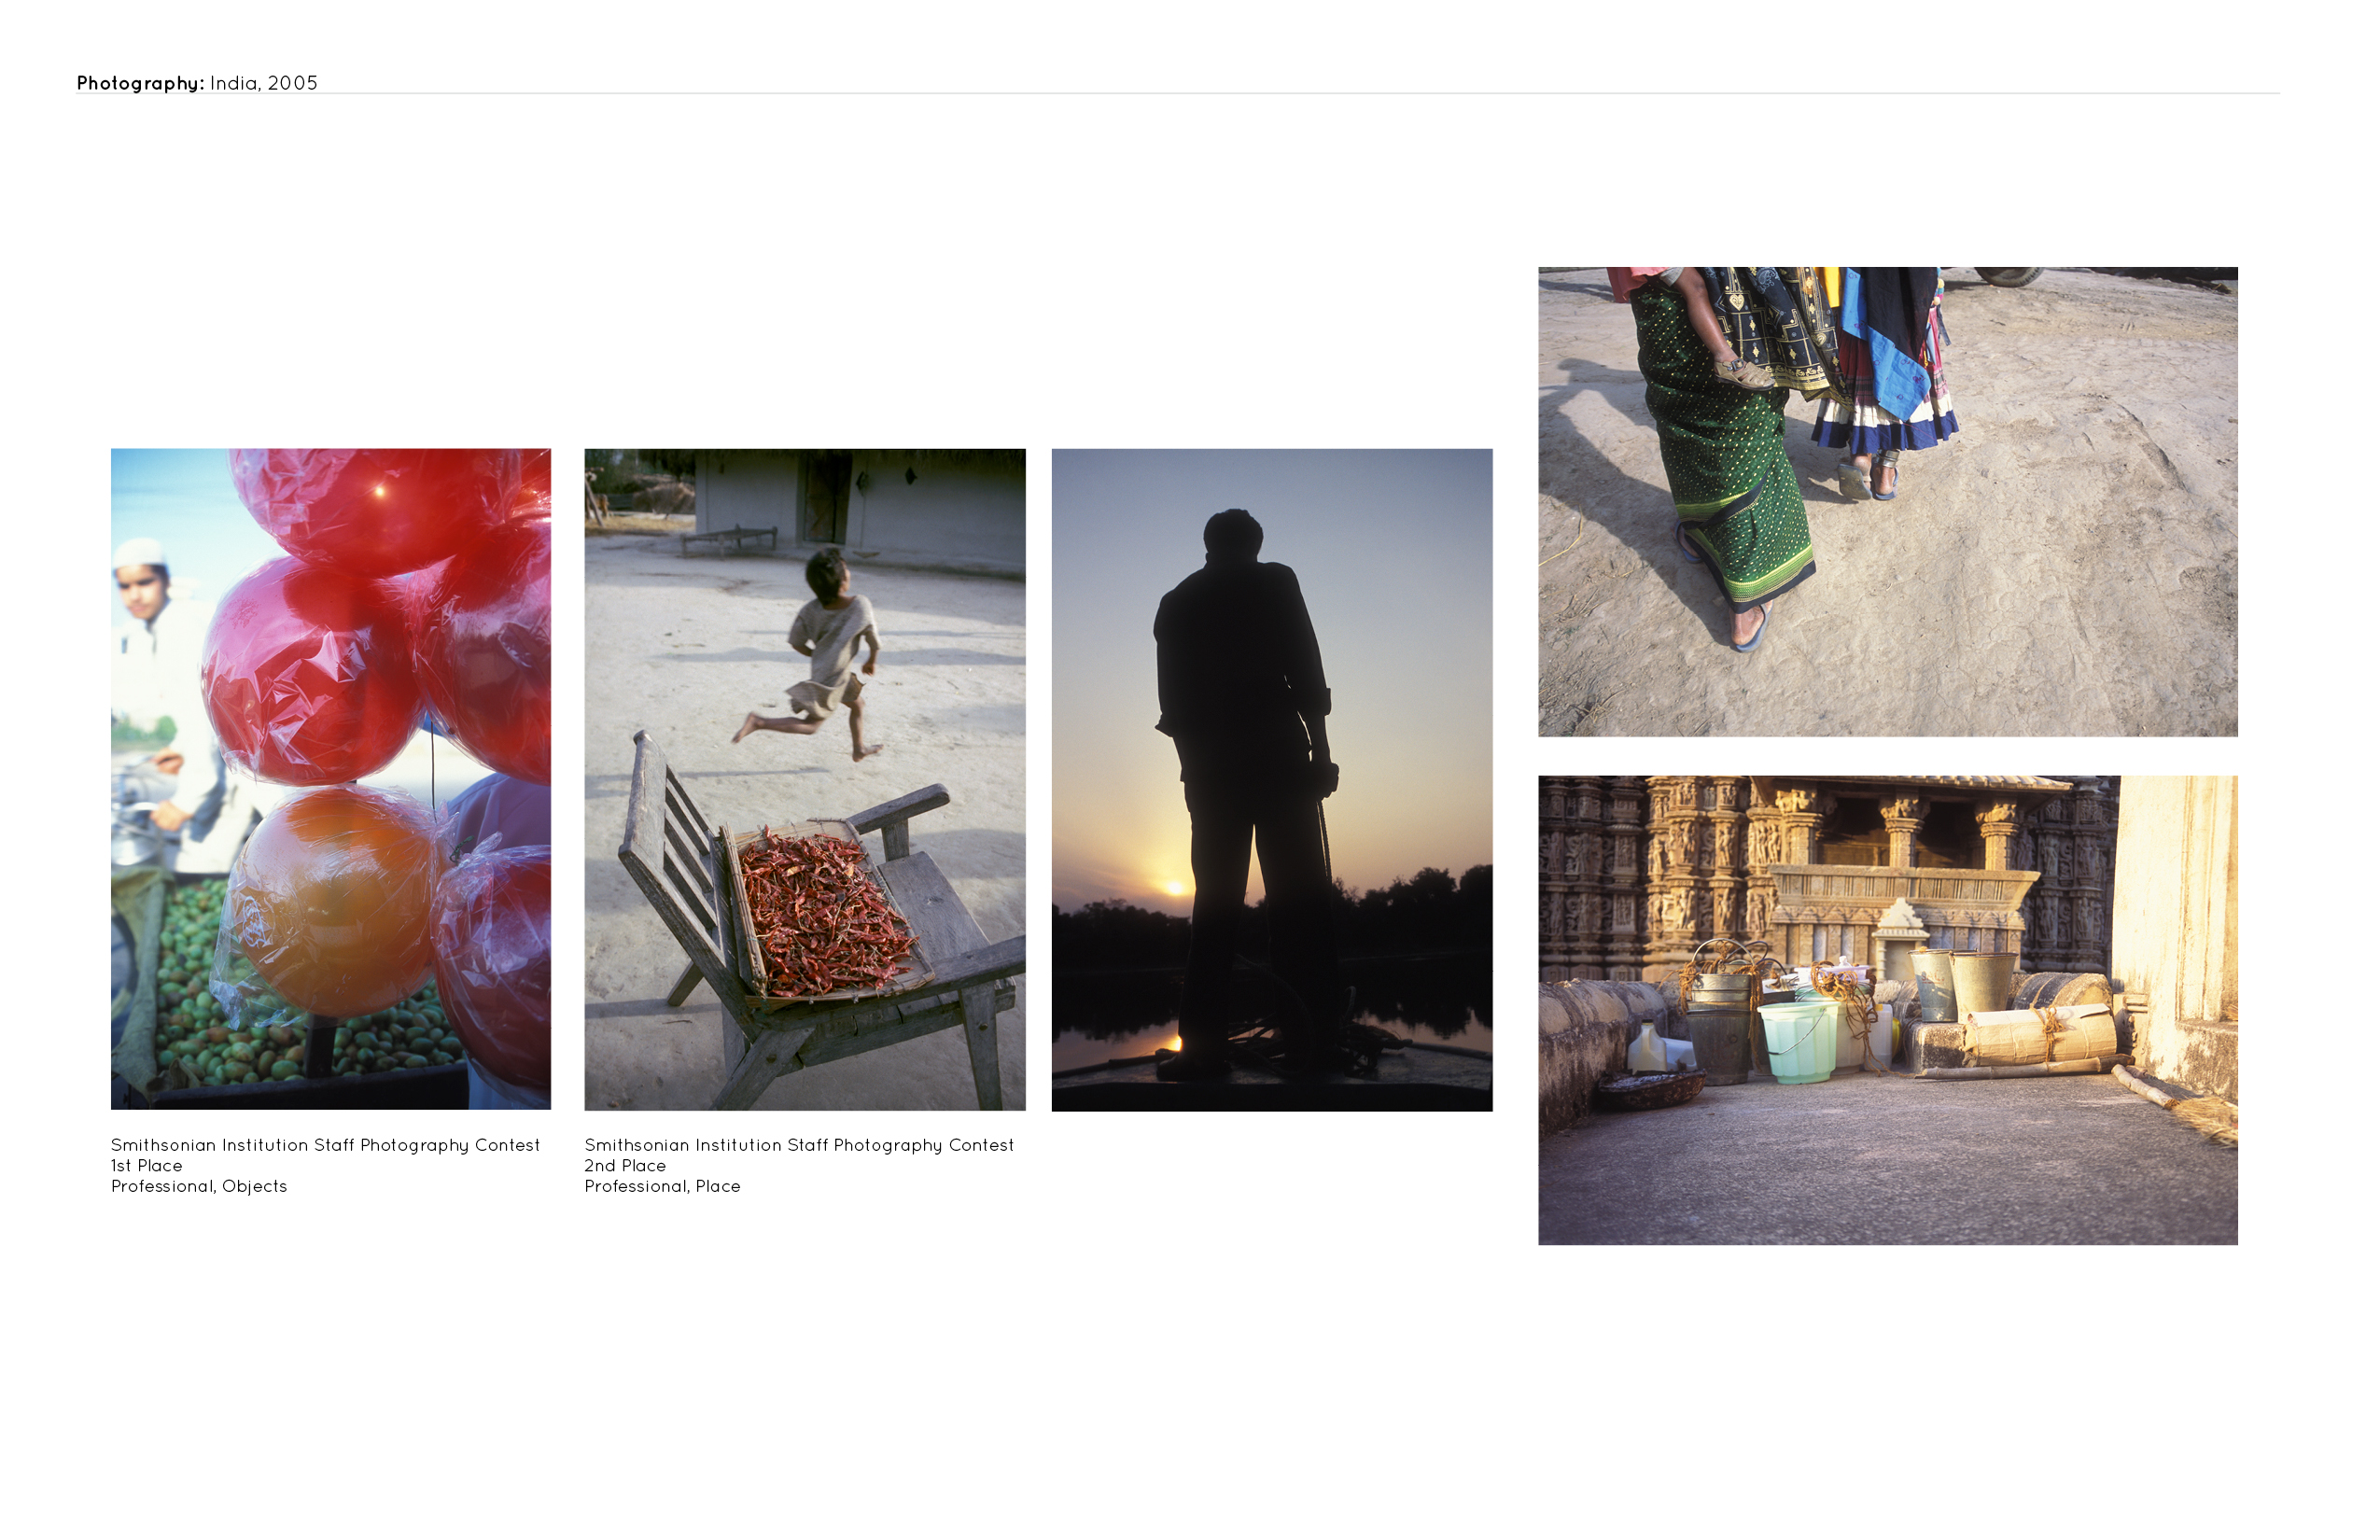 Photography: India, 2005
Smithsonian Institution Staff Photography Contest
1st Place
Professional, Objects
Smithsonian Institution Staff Photography Contest
2nd Place
Professional, Place